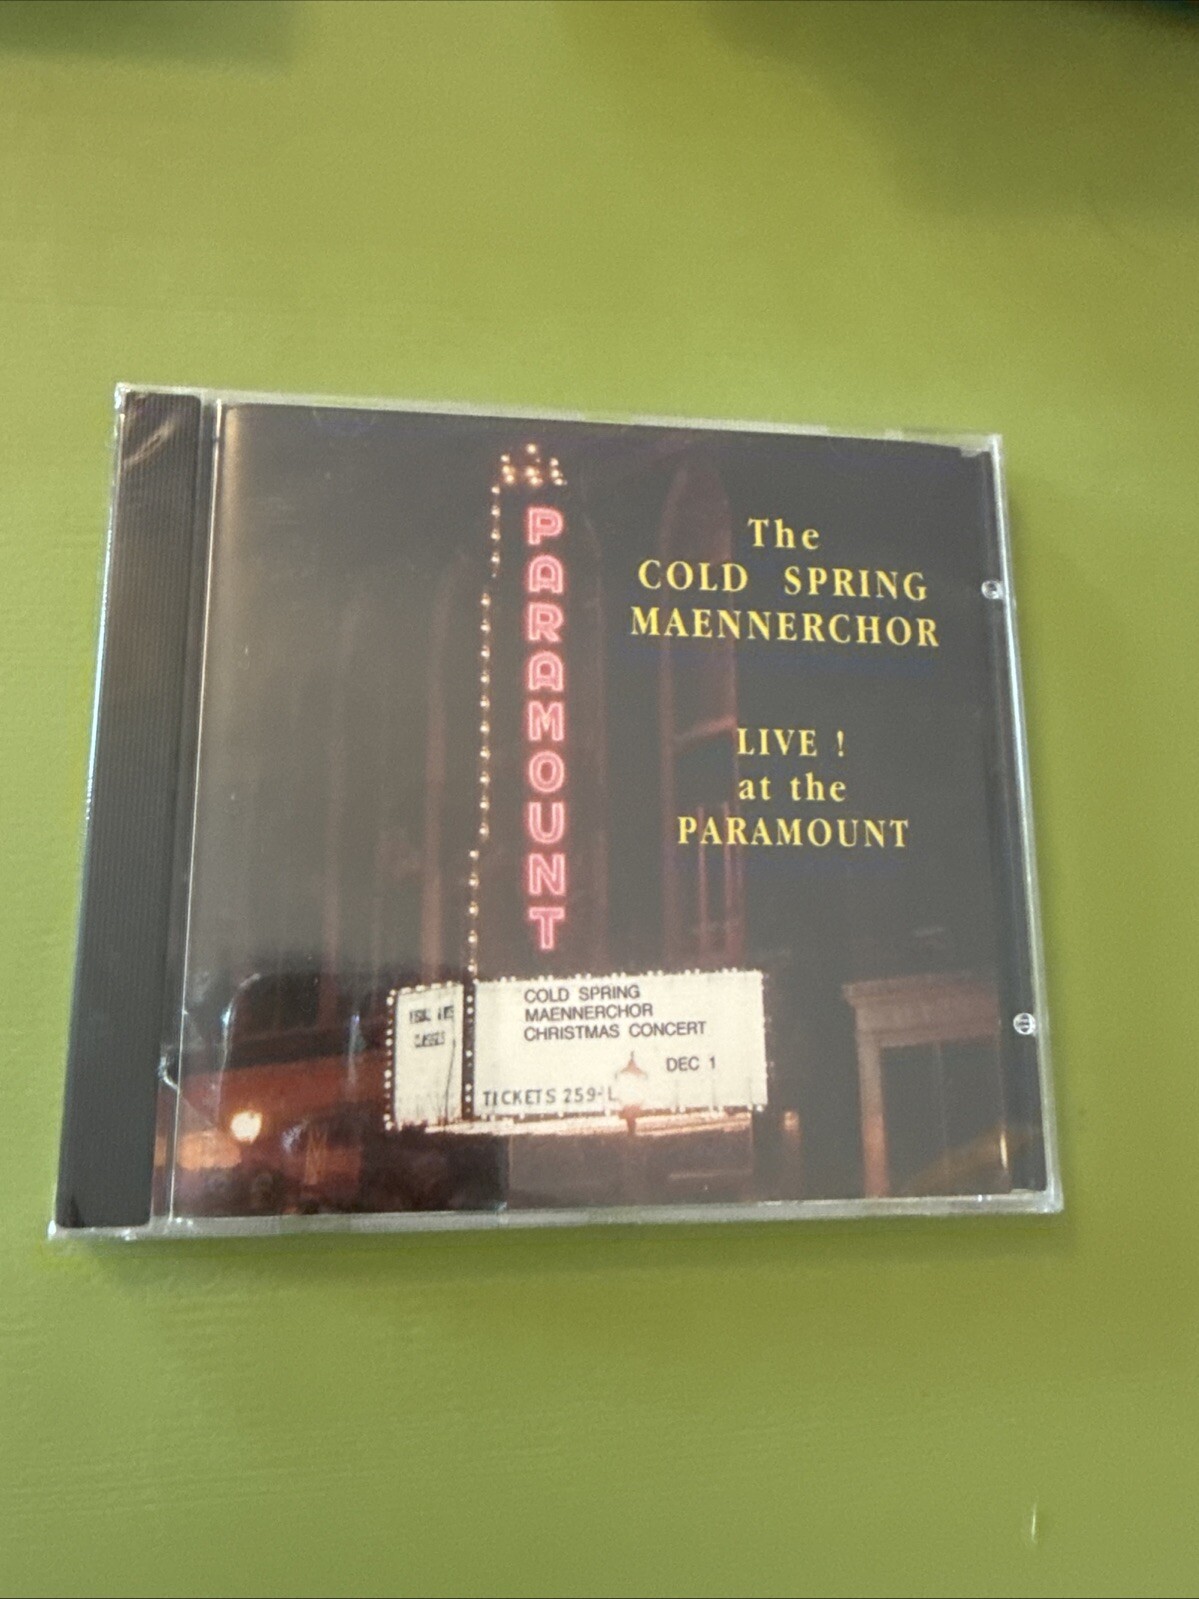 PARAMOUNT
The
COLD SPRING
MAENNERCHOR
LIVE !
at the
PARAMOUNT
COLD SPRING
MAENNERCHOR
CHRISTMAS CONCERT
DEC 1
TICKETS 259-